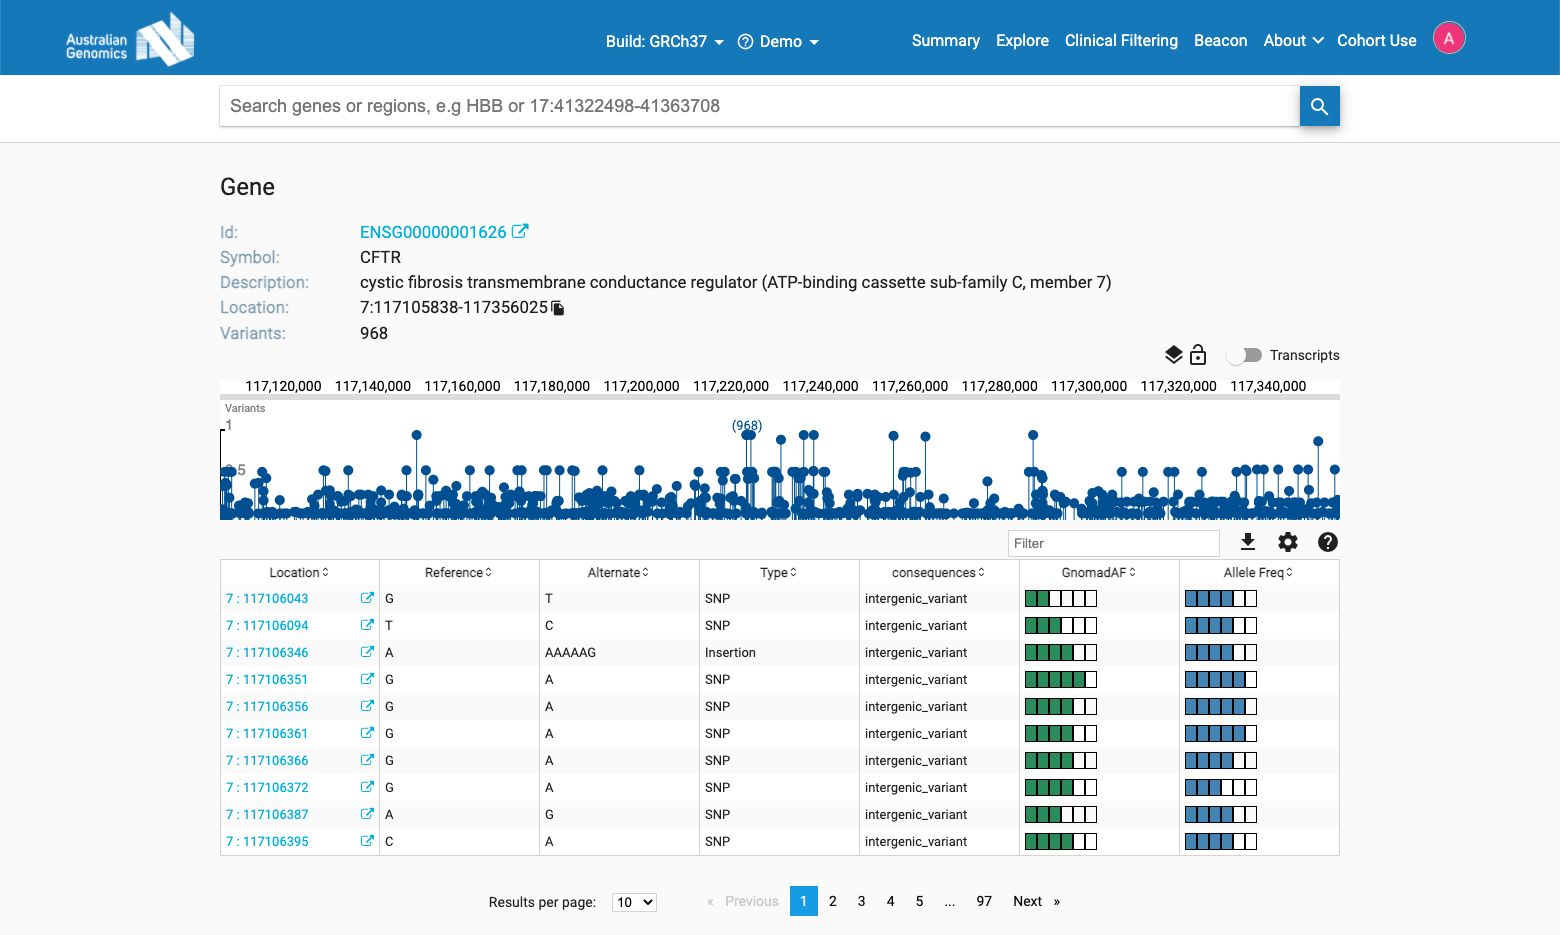 Australian
Genomics
Build: GRCh37
Demo
Summary
Explore
Clinical Filtering
Beacon
About
Cohort Use
A
Search genes or regions, e.g HBB or 17:41322498-41363708
Gene
Id: ENSG00000001626
Symbol: CFTR
Description: cystic fibrosis transmembrane conductance regulator (ATP-binding cassette sub-family C, member 7)
Location: 7:117105838-117356025
Variants: 968
Transcripts
117,120,000 117,140,000 117,160,000 117,180,000 117,200,000 117,220,000 117,240,000 117,260,000 117,280,000 117,300,000 117,320,000 117,340,000
Variants
1
(968)
Filter
Location Reference Alternate Type consequences GnomadAF Allele Freq
7 : 117106043 G T SNP intergenic_variant
7 : 117106094 T C SNP intergenic_variant
7 : 117106346 A AAAAAG Insertion intergenic_variant
7 : 117106351 G A SNP intergenic_variant
7 : 117106356 G A SNP intergenic_variant
7 : 117106361 G A SNP intergenic_variant
7 : 117106366 G A SNP intergenic_variant
7 : 117106372 G A SNP intergenic_variant
7 : 117106387 A G SNP intergenic_variant
7 : 117106395 C A SNP intergenic_variant
Results per page: 10 « Previous 1 2 3 4 5 ... 97 Next »